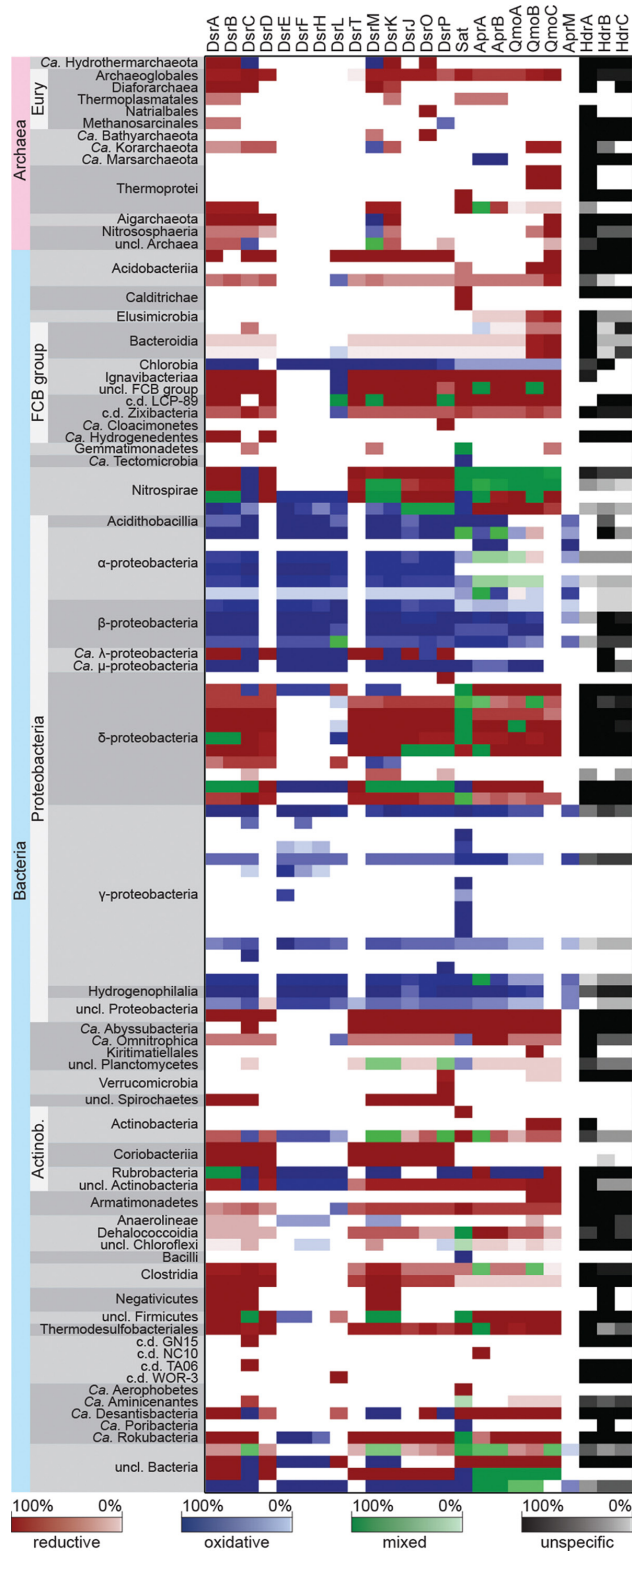 DsrA DsrB DsrC DsrD DsrE DsrF DsrH DsrL DsrT DsrM DsrK DsrJ DsrO DsrP Sat AprA AprB QmoA QmoB QmoC AprM HdrA HdrB HdrC
Archaea
Eury
Ca. Hydrothermarchaeota
Archaeoglobales
Diaforarchaea
Thermoplasmatales
Natrialbales
Methanosarcinales
Ca. Bathyarchaeota
Ca. Korarchaeota
Ca. Marsarchaeota
Thermoprotei
Aigarchaeota
Nitrososphaeria
uncl. Archaea
Bacteria
Acidobacteriia
Calditrichae
Elusimicrobia
FCB group
Bacteroidia
Chlorobia
Ignavibacteriaa
uncl. FCB group
c.d. LCP-89
c.d. Zixibacteria
Ca. Cloacimonetes
Ca. Hydrogenedentes
Gemmatimonadetes
Ca. Tectomicrobia
Nitrospirae
Proteobacteria
Acidithobacillia
α-proteobacteria
β-proteobacteria
Ca. λ-proteobacteria
Ca. μ-proteobacteria
δ-proteobacteria
γ-proteobacteria
Hydrogenophilalia
uncl. Proteobacteria
Ca. Abyssubacteria
Ca. Omnitrophica
Kiritimatiellales
uncl. Planctomycetes
Verrucomicrobia
uncl. Spirochaetes
Actinob.
Actinobacteria
Coriobacteriia
Rubrobacteria
uncl. Actinobacteria
Armatimonadetes
Anaerolineae
Dehalococcoidia
uncl. Chloroflexi
Bacilli
Clostridia
Negativicutes
uncl. Firmicutes
Thermodesulfobacteriales
c.d. GN15
c.d. NC10
c.d. TA06
c.d. WOR-3
Ca. Aerophobetes
Ca. Aminicenantes
Ca. Desantisbacteria
Ca. Poribacteria
Ca. Rokubacteria
uncl. Bacteria
100% 0% 100% 0% 100% 0% 100% 0%
reductive oxidative mixed unspecific